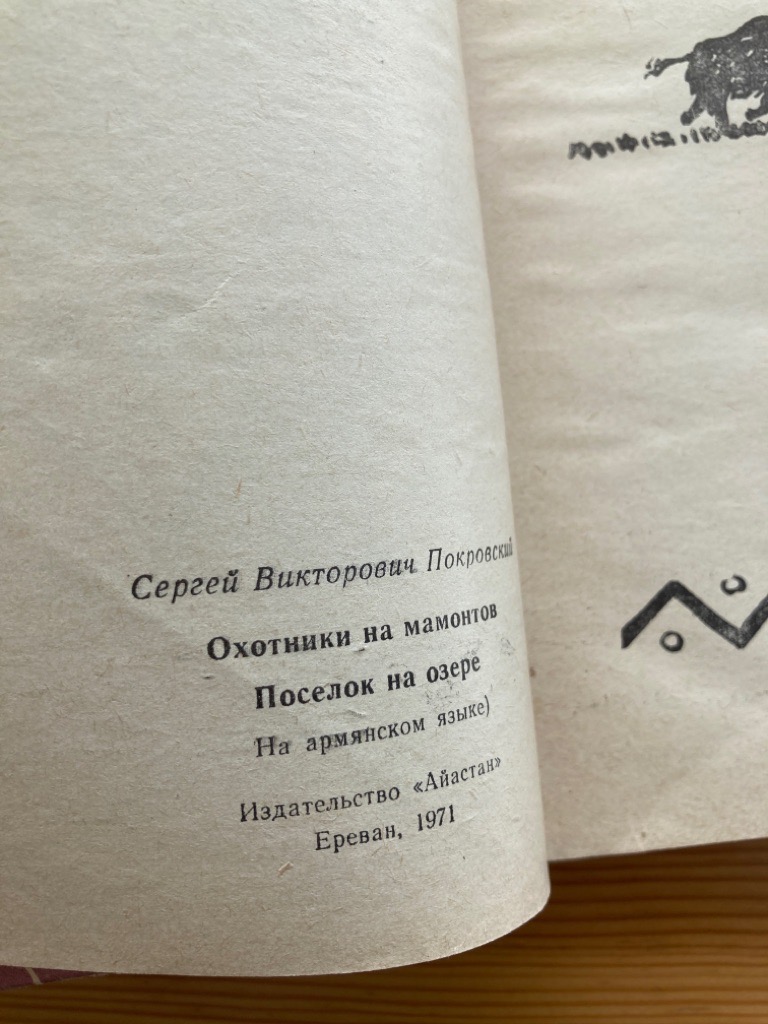 Сергей Викторович Покровский
Охотники на мамонтов
Поселок на озере
На армянском языке)
Издательство «Айастан»
Ереван, 1971